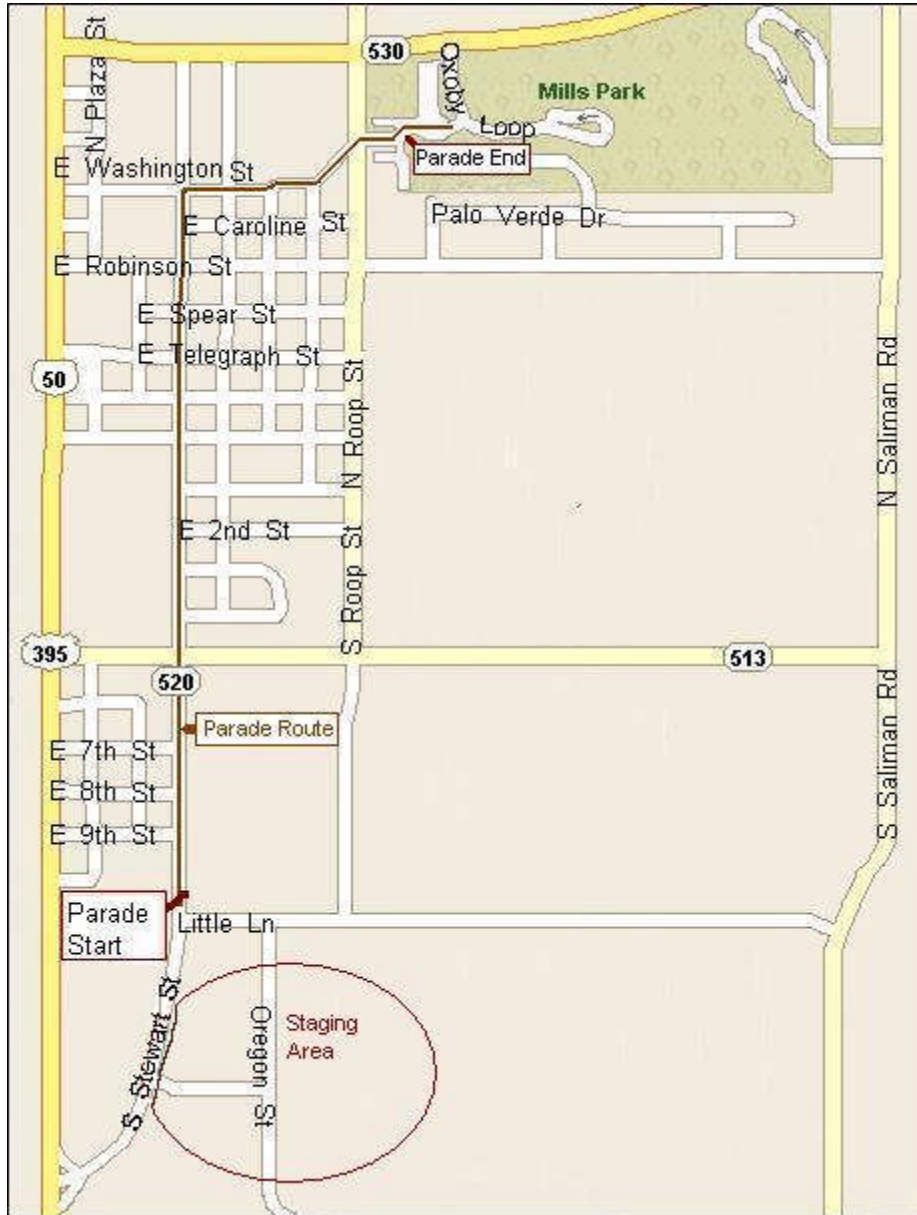 N Plaza St
530
Oxoby
Loop
Mills Park
Parade End
E Washington St
Palo Verde Dr
E Caroline St
E Robinson St
E Spear St
E Telegraph St
50
N Roop St
N Saliman Rd
E 2nd St
S Roop St
395
513
520
Parade Route
S Saliman Rd
E 7th St
E 8th St
E 9th St
Parade
Start
Little Ln
S Stewart St
Oregon St
Staging
Area